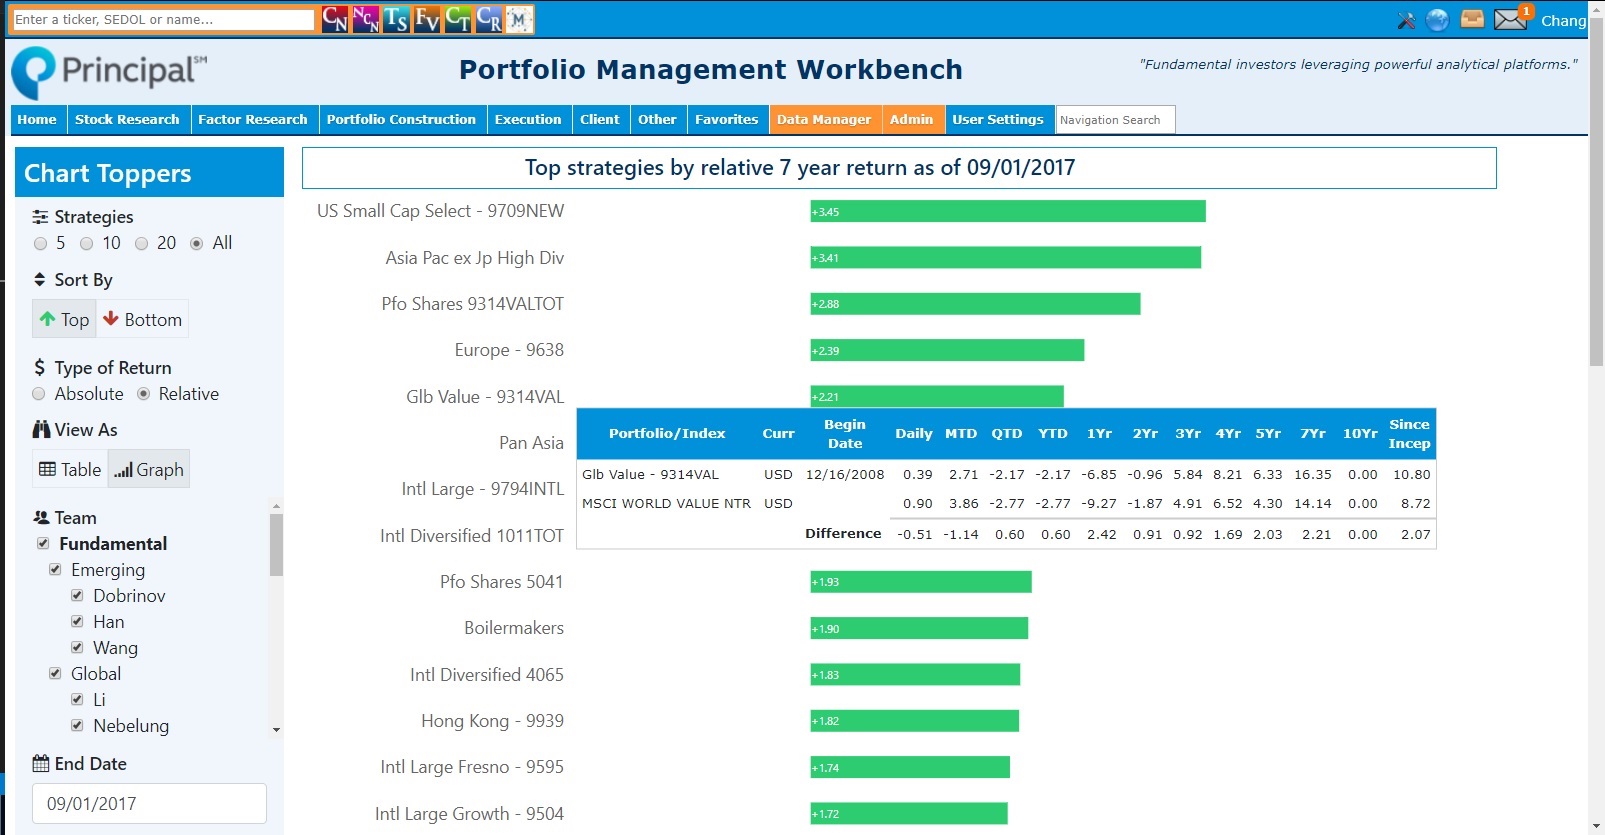 Enter a ticker, SEDOL or name...
CN NCN TS FV CT CR M
1
Chang
Principal℠
Portfolio Management Workbench
"Fundamental investors leveraging powerful analytical platforms."
Home Stock Research Factor Research Portfolio Construction Execution Client Other Favorites Data Manager Admin User Settings Navigation Search
Chart Toppers
Strategies
5 10 20 All
Sort By
Top Bottom
$ Type of Return
Absolute Relative
View As
Table Graph
Team
Fundamental
Emerging
Dobrinov
Han
Wang
Global
Li
Nebelung
End Date
09/01/2017
Top strategies by relative 7 year return as of 09/01/2017
US Small Cap Select - 9709NEW +3.45
Asia Pac ex Jp High Div +3.41
Pfo Shares 9314VALTOT +2.88
Europe - 9638 +2.39
Glb Value - 9314VAL +2.21
Pan Asia
Intl Large - 9794INTL
Intl Diversified 1011TOT
Portfolio/Index Curr Begin Date Daily MTD QTD YTD 1Yr 2Yr 3Yr 4Yr 5Yr 7Yr 10Yr Since Incep
Glb Value - 9314VAL USD 12/16/2008 0.39 2.71 -2.17 -2.17 -6.85 -0.96 5.84 8.21 6.33 16.35 0.00 10.80
MSCI WORLD VALUE NTR USD 0.90 3.86 -2.77 -2.77 -9.27 -1.87 4.91 6.52 4.30 14.14 0.00 8.72
Difference -0.51 -1.14 0.60 0.60 2.42 0.91 0.92 1.69 2.03 2.21 0.00 2.07
Pfo Shares 5041 +1.93
Boilermakers +1.90
Intl Diversified 4065 +1.83
Hong Kong - 9939 +1.82
Intl Large Fresno - 9595 +1.74
Intl Large Growth - 9504 +1.72